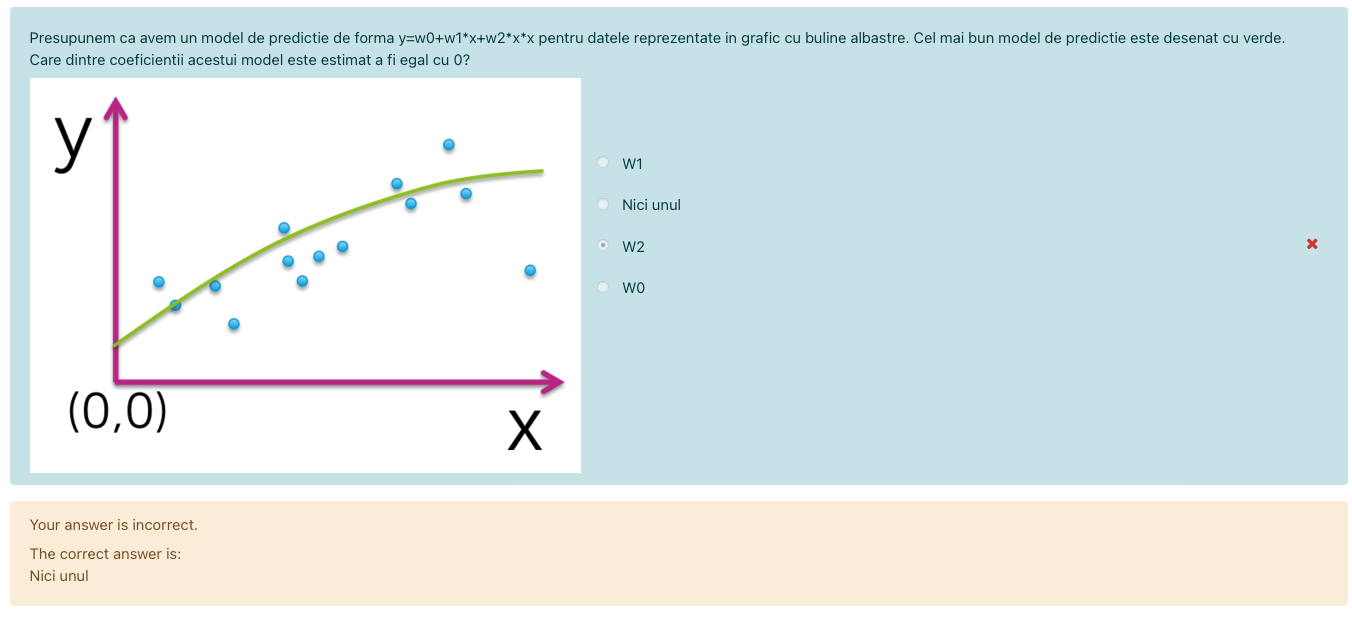 Presupunem ca avem un model de predictie de forma y=w0+w1*x+w2*x*x pentru datele reprezentate in grafic cu buline albastre. Cel mai bun model de predictie este desenat cu verde.
Care dintre coeficientii acestui model este estimat a fi egal cu 0?
y
(0,0)
X
W1
Nici unul
W2
W0
Your answer is incorrect.
The correct answer is:
Nici unul